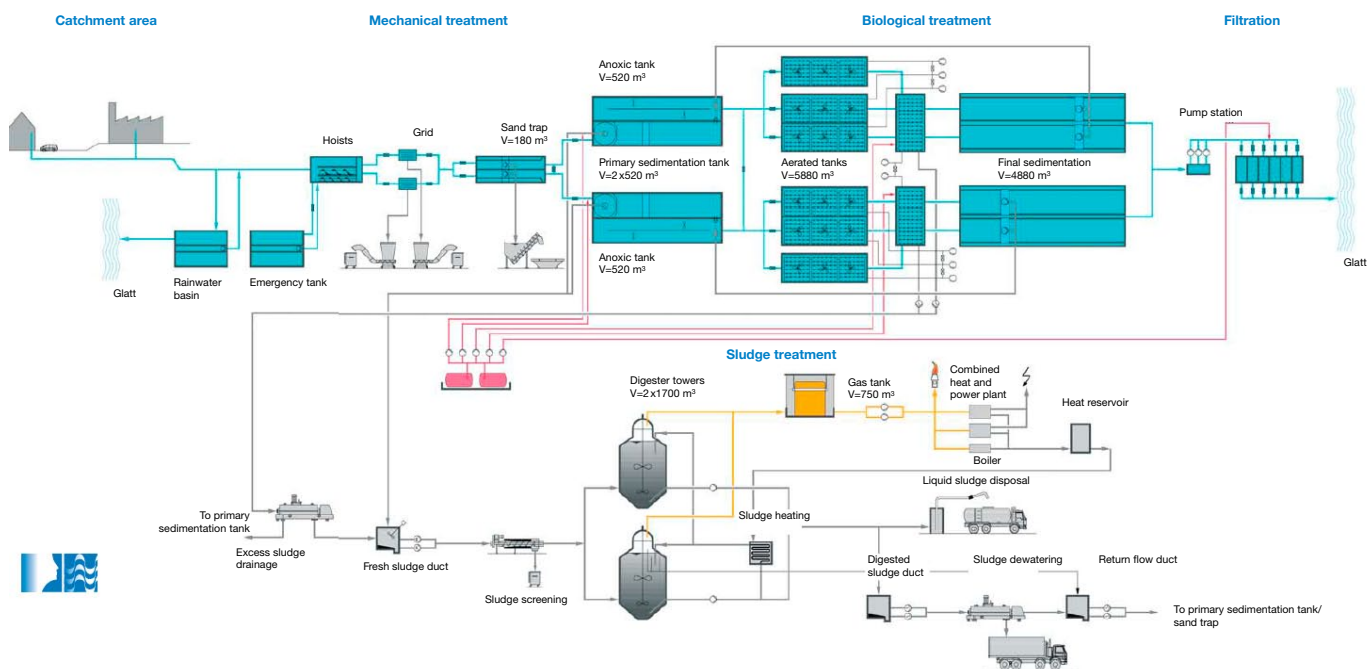 Catchment area
Mechanical treatment
Biological treatment
Filtration
Anoxic tank
V=520 m³
Hoists
Grid
Sand trap
V=180 m³
Pump station
Primary sedimentation tank
V=2x520 m³
Aerated tanks
V=5880 m³
Final sedimentation
V=4880 m³
Anoxic tank
V=520 m³
Glatt
Rainwater
basin
Emergency tank
Glatt
Sludge treatment
Digester towers
V=2x1700 m³
Gas tank
V=750 m³
Combined
heat and
power plant
Heat reservoir
Boiler
Liquid sludge disposal
To primary
sedimentation tank
Excess sludge
drainage
Fresh sludge duct
Sludge screening
Sludge heating
Digested
sludge duct
Sludge dewatering
Return flow duct
To primary sedimentation tank/
sand trap